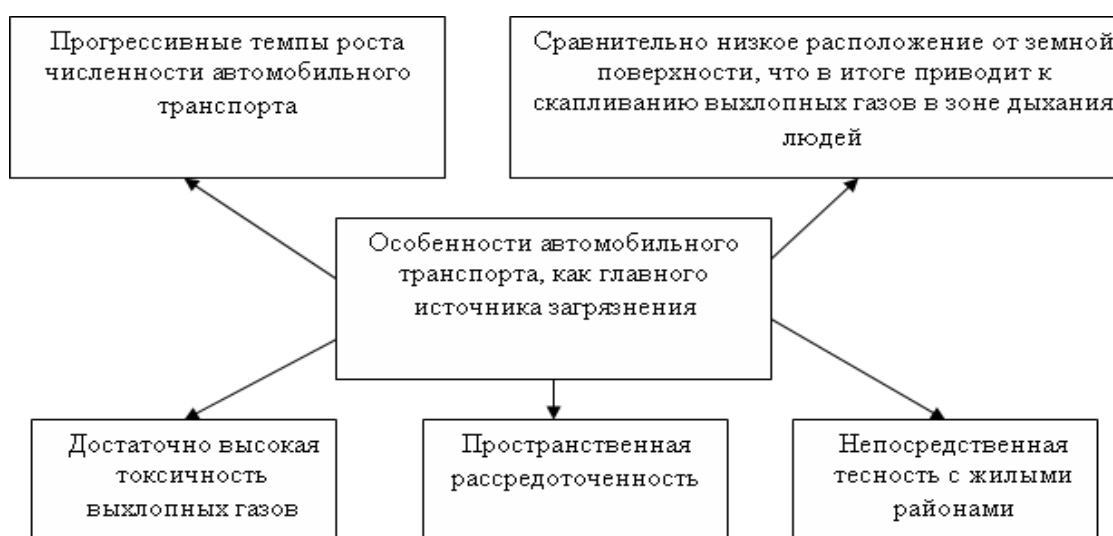 Прогрессивные темпы роста
численности автомобильного
транспорта
Сравнительно низкое расположение от земной
поверхности, что в итоге приводит к
скапливанию выхлопных газов в зоне дыхания
людей
Особенности автомобильного
транспорта, как главного
источника загрязнения
Достаточно высокая
токсичность
выхлопных газов
Пространственная
рассредоточенность
Непосредственная
тесность с жилыми
районами